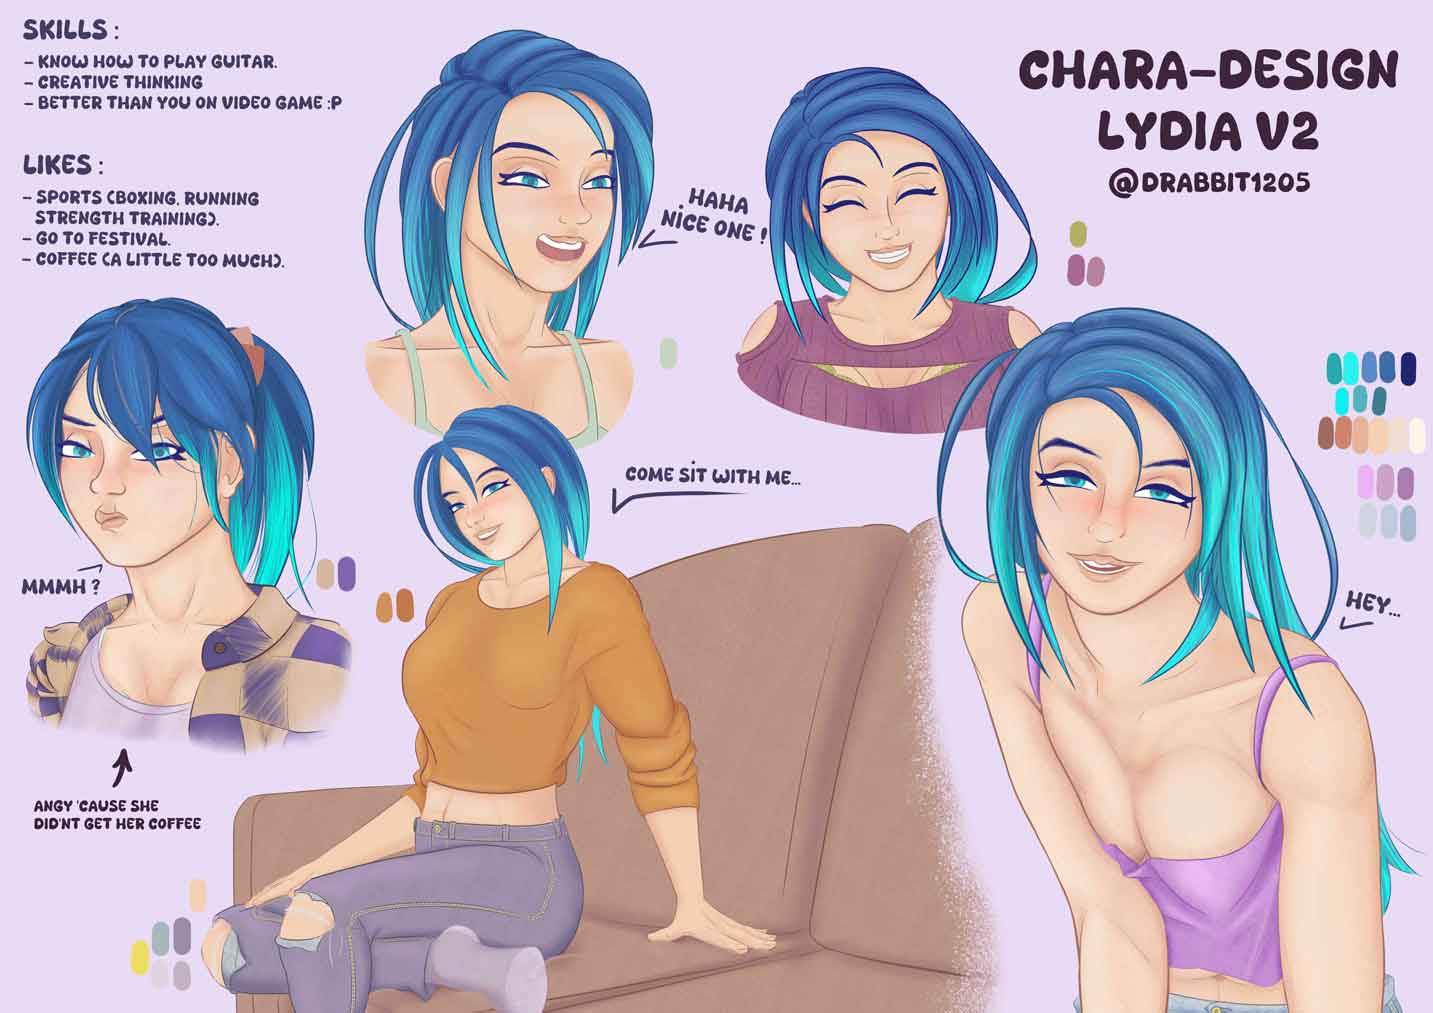 SKILLS :
- KNOW HOW TO PLAY GUITAR.
- CREATIVE THINKING
- BETTER THAN YOU ON VIDEO GAME :P
LIKES :
- SPORTS (BOXING, RUNNING
STRENGTH TRAINING).
- GO TO FESTIVAL.
- COFFEE (A LITTLE TOO MUCH).
CHARA-DESIGN
LYDIA V2
@DRABBIT1205
HAHA
NICE ONE !
COME SIT WITH ME...
MMMH ?
HEY...
ANGY 'CAUSE SHE
DID'NT GET HER COFFEE